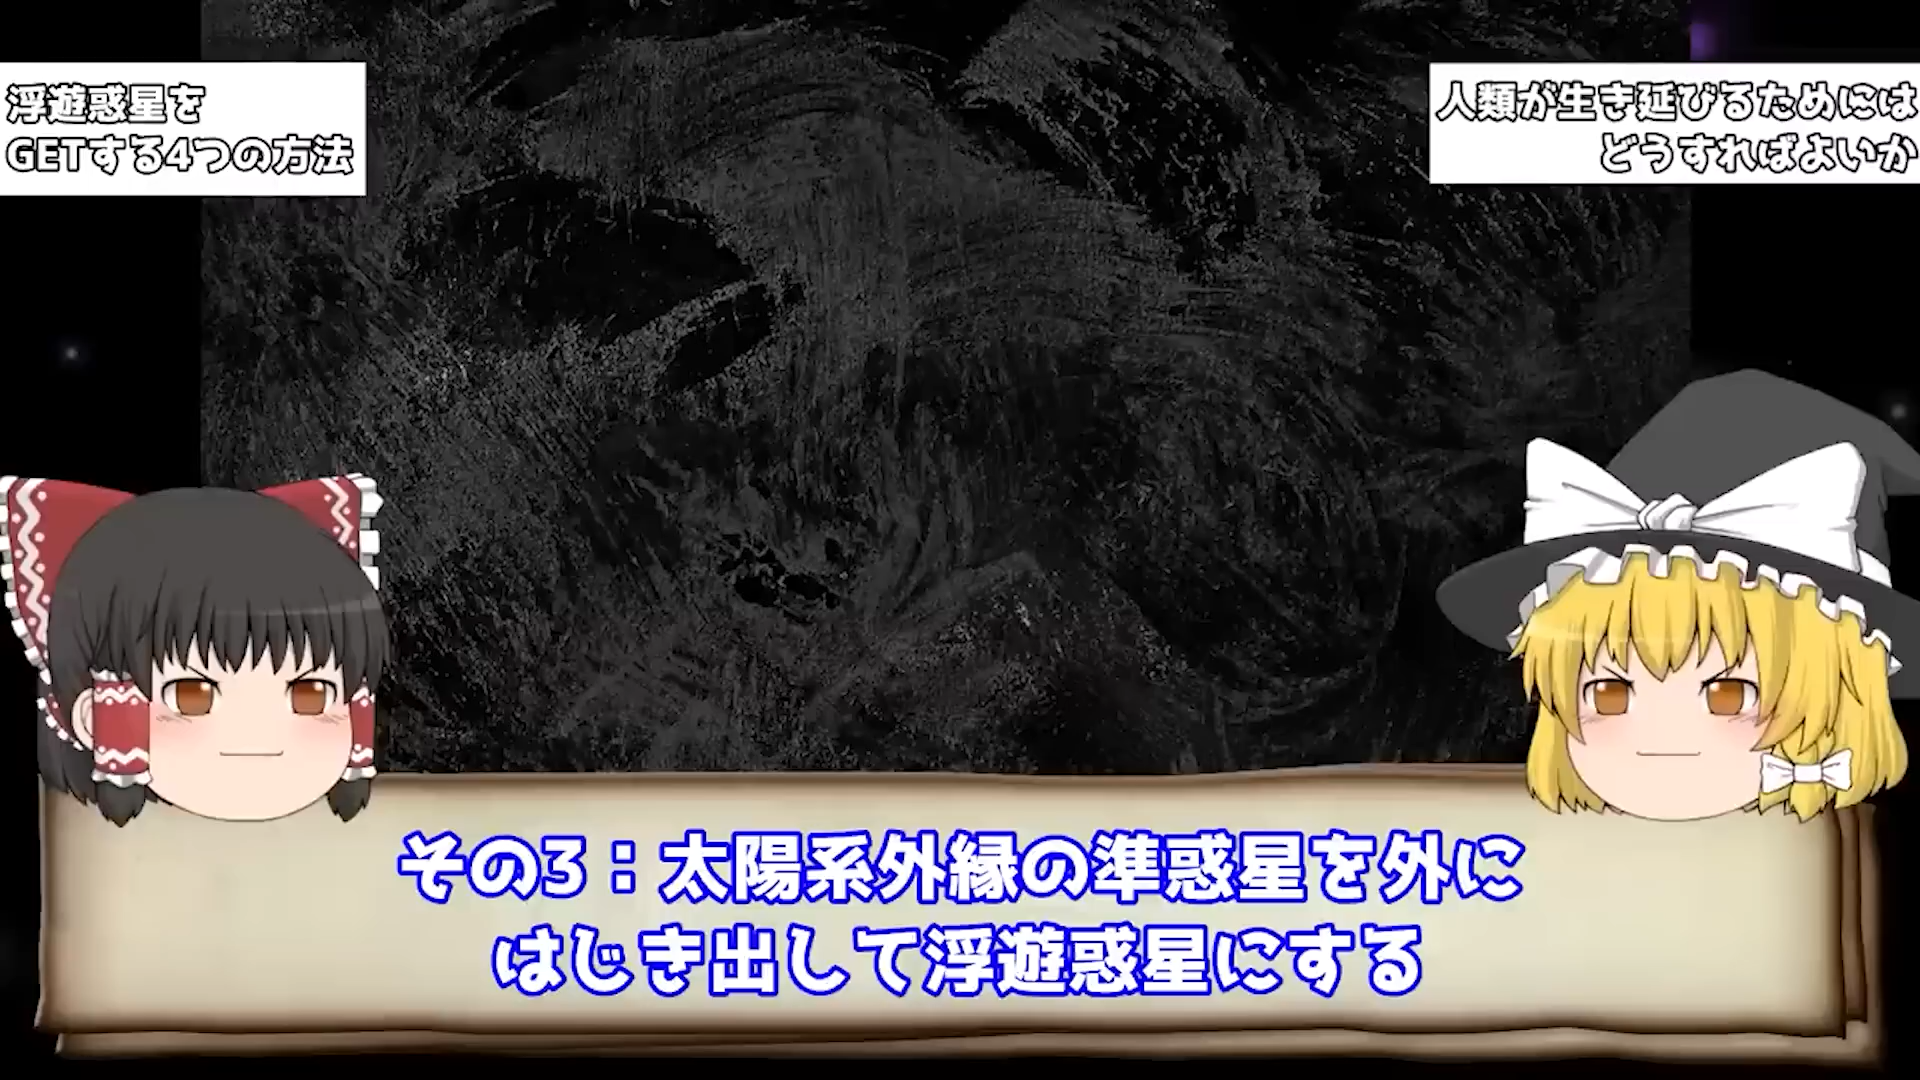 浮遊惑星を
GETする4つの方法
人類が生き延びるためには
どうすればよいか
その3：太陽系外縁の準惑星を外に
はじき出して浮遊惑星にする